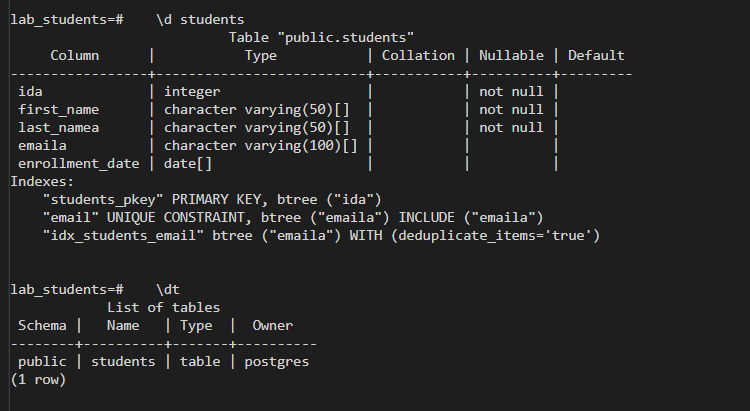 lab_students=#    \d students
                           Table "public.students"
     Column      |           Type           | Collation | Nullable | Default
-----------------+--------------------------+-----------+----------+---------
 ida             | integer                  |           | not null |
 first_name      | character varying(50)[]  |           | not null |
 last_namea      | character varying(50)[]  |           | not null |
 emaila          | character varying(100)[] |           |          |
 enrollment_date | date[]                   |           |          |
Indexes:
    "students_pkey" PRIMARY KEY, btree ("ida")
    "email" UNIQUE CONSTRAINT, btree ("emaila") INCLUDE ("emaila")
    "idx_students_email" btree ("emaila") WITH (deduplicate_items='true')
lab_students=#    \dt
            List of tables
 Schema |   Name   | Type  |  Owner
--------+----------+-------+----------
 public | students | table | postgres
(1 row)